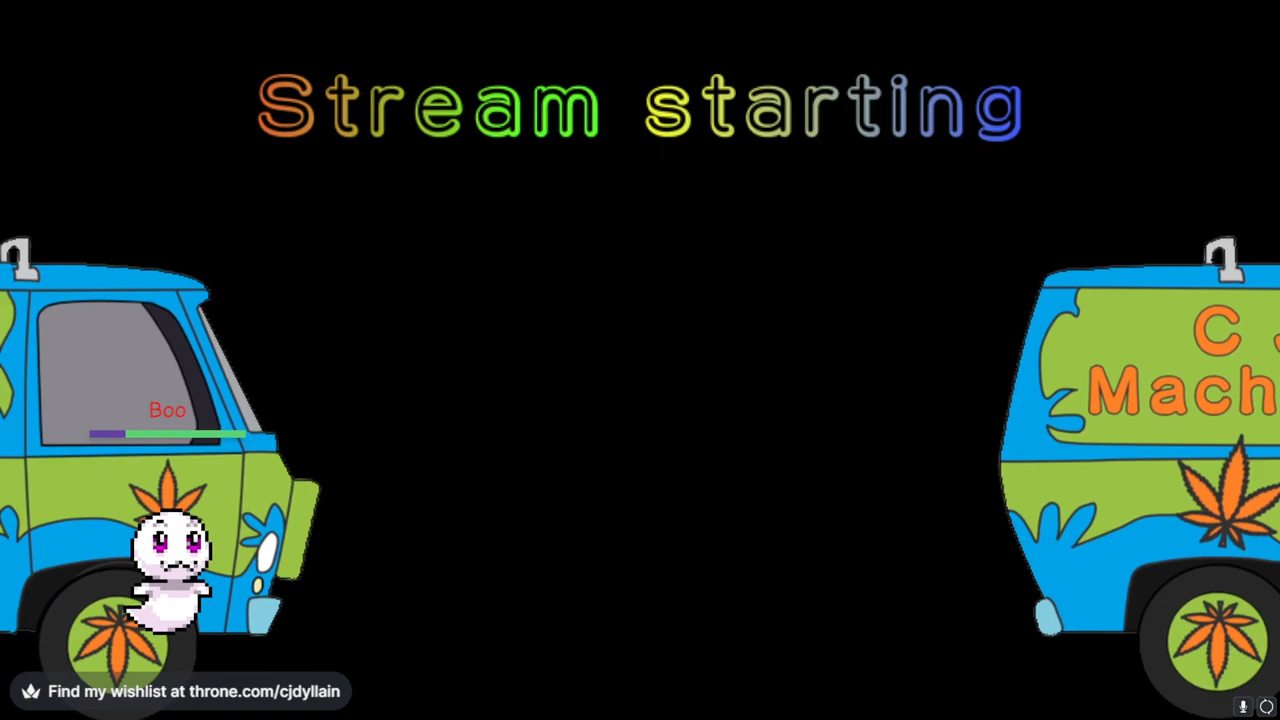 Stream starting
C
Mach
Boo
Find my wishlist at throne.com/cjdyllain